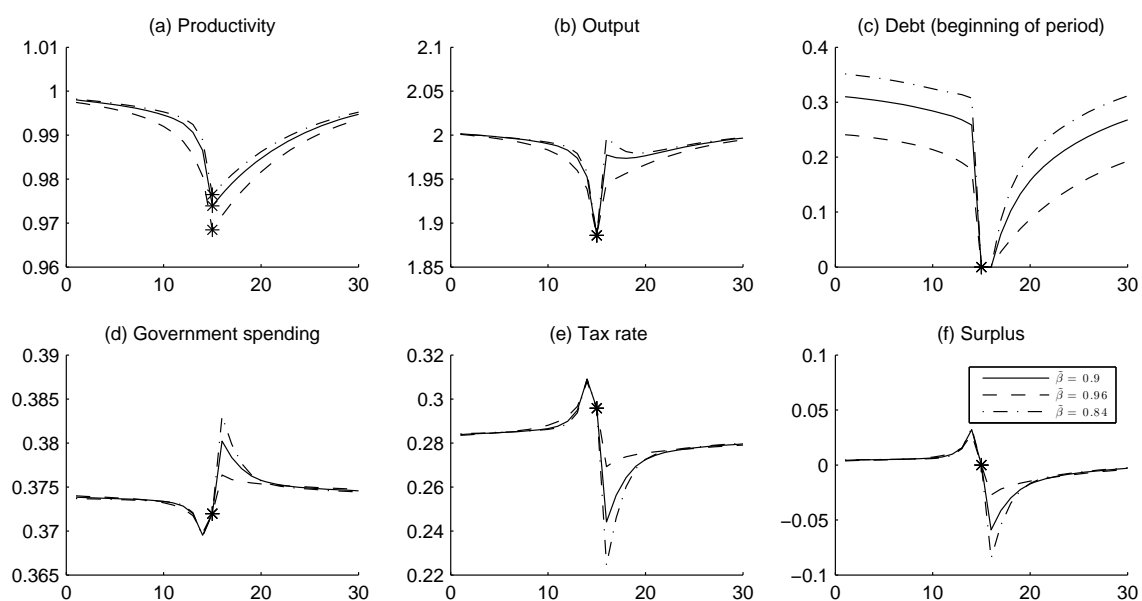 (a) Productivity
1.01
1
0.99
0.98
0.97
0.96
0 10 20 30
(b) Output
2.1
2.05
2
1.95
1.9
1.85
0 10 20 30
(c) Debt (beginning of period)
0.4
0.3
0.2
0.1
0
0 10 20 30
(d) Government spending
0.39
0.385
0.38
0.375
0.37
0.365
0 10 20 30
(e) Tax rate
0.32
0.3
0.28
0.26
0.24
0.22
0 10 20 30
(f) Surplus
0.1
0.05
0
−0.05
−0.1
0 10 20 30
β̃ = 0.9
β̃ = 0.96
β̃ = 0.84